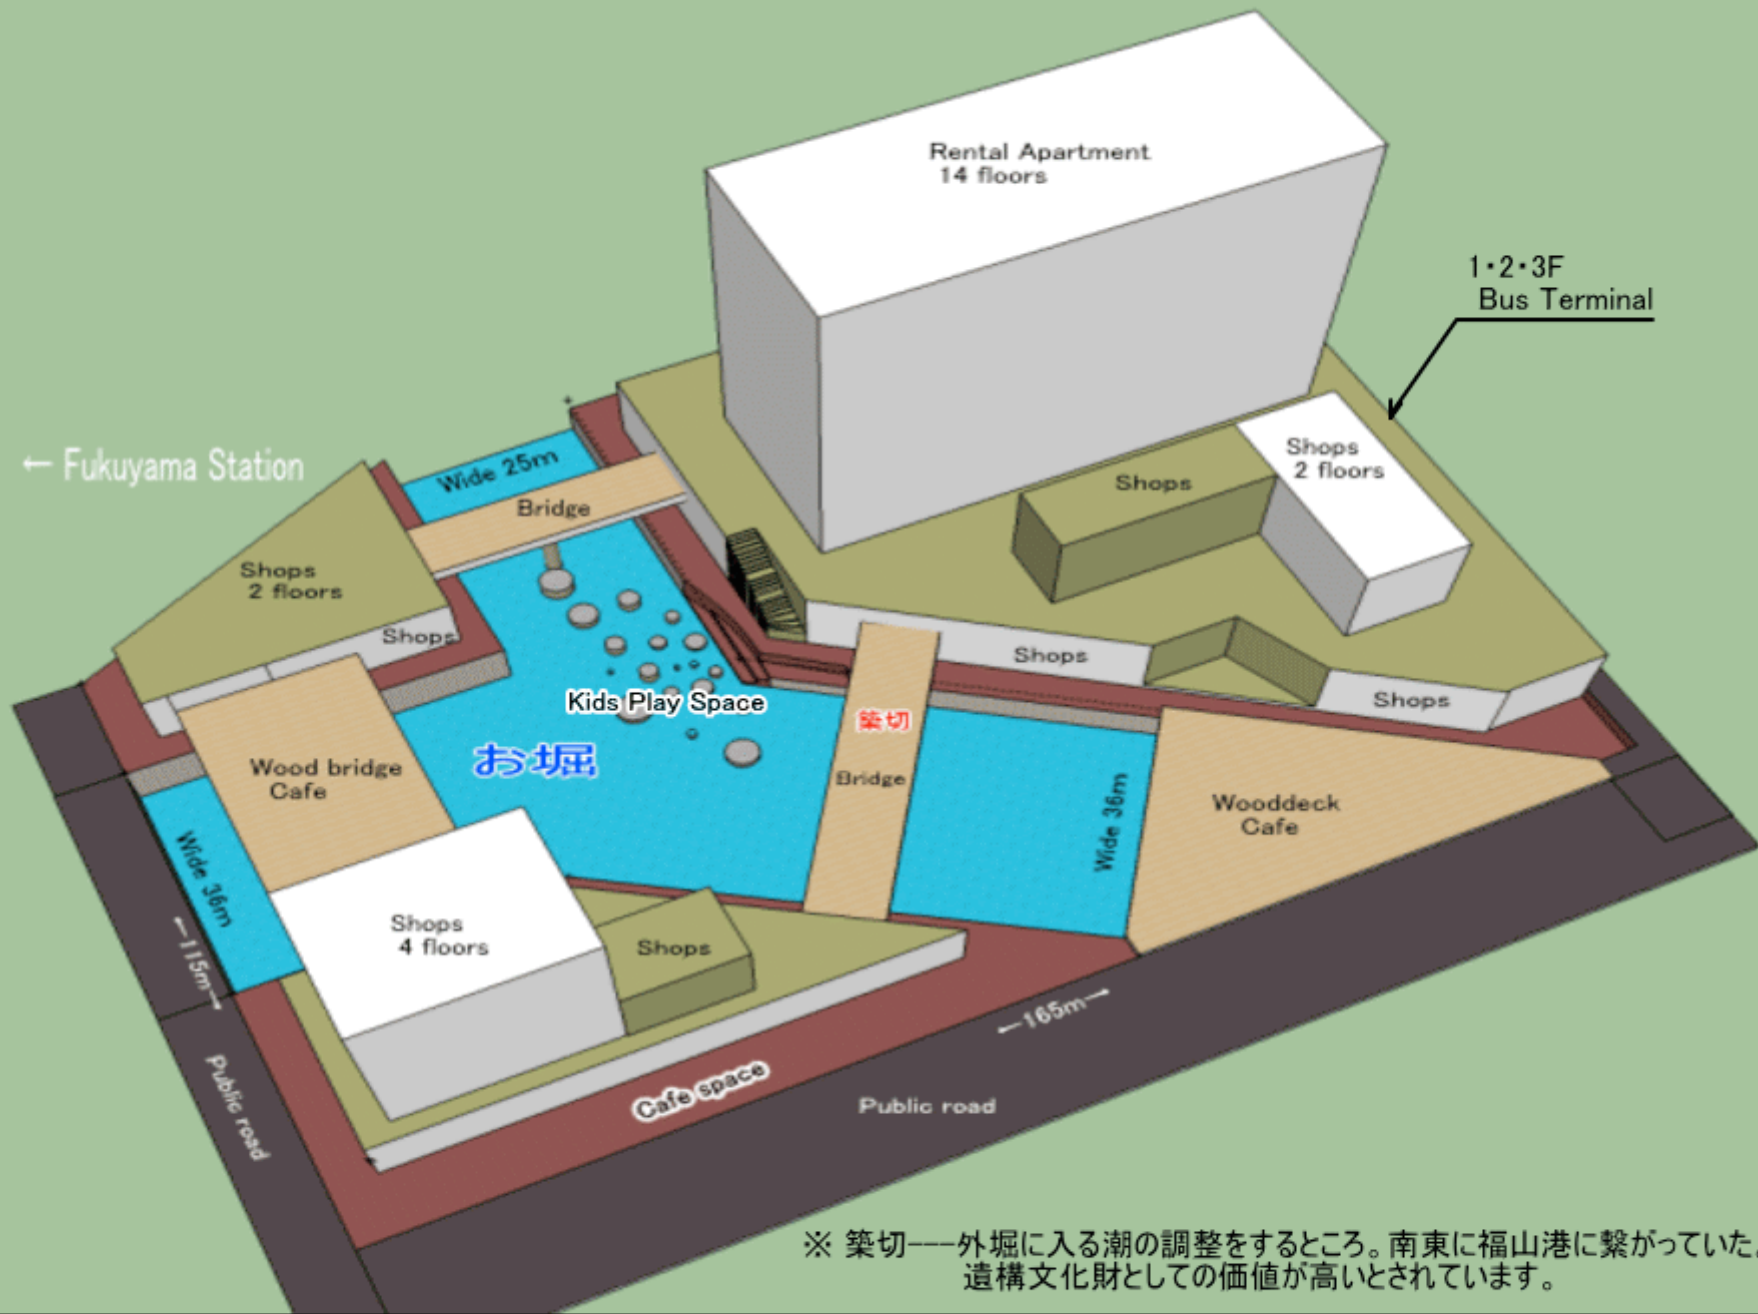 Rental Apartment
14 floors
1・2・3F
Bus Terminal
← Fukuyama Station
Wide 25m
Bridge
Shops
2 floors
Shops
Shops
2 floors
Shops
Shops
Shops
Kids Play Space
お堀
築切
Bridge
Wood bridge
Cafe
Wide 36m
Wide 36m
Wooddeck
Cafe
Shops
4 floors
Shops
←115m→
←165m→
Public road
Cafe space
Public road
※ 築切---外堀に入る潮の調整をするところ。南東に福山港に繋がっていた。
遺構文化財としての価値が高いとされています。